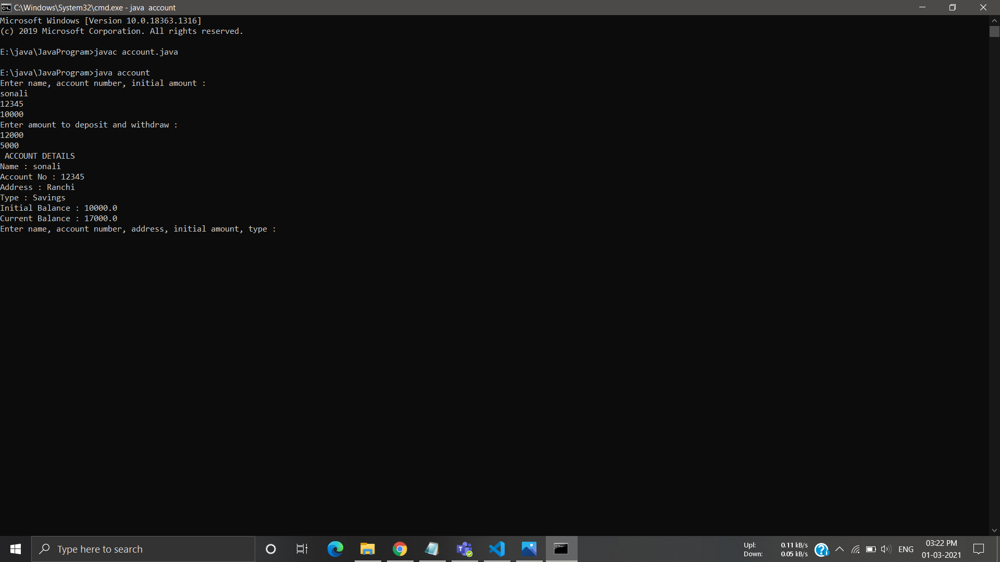 C:\Windows\System32\cmd.exe - java  account
Microsoft Windows [Version 10.0.18363.1316]
(c) 2019 Microsoft Corporation. All rights reserved.
E:\java\JavaProgram>javac account.java
E:\java\JavaProgram>java account
Enter name, account number, initial amount :
sonali
12345
10000
Enter amount to deposit and withdraw :
12000
5000
 ACCOUNT DETAILS
Name : sonali
Account No : 12345
Address : Ranchi
Type : Savings
Initial Balance : 10000.0
Current Balance : 17000.0
Enter name, account number, address, initial amount, type :
Type here to search
Upl: 0.11 kB/s
Down: 0.05 kB/s
ENG
03:22 PM
01-03-2021